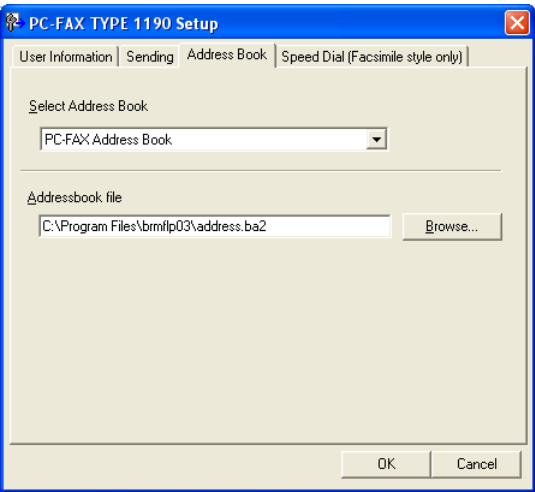 PC-FAX TYPE 1190 Setup
User Information Sending Address Book Speed Dial (Facsimile style only)
Select Address Book
PC-FAX Address Book
Addressbook file
C:\Program Files\brmflp03\address.ba2 Browse...
OK Cancel